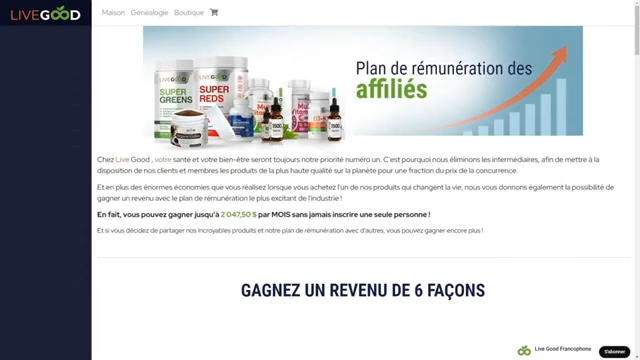 LIVEGOOD
Maison Généalogie Boutique
LIVEGOOD
SUPER
GREENS
LIVEGOOD
SUPER
REDS
Plan de rémunération des
affiliés
Chez Live Good , votre santé et votre bien-être seront toujours notre priorité numéro un. C'est pourquoi nous éliminons les intermédiaires, afin de mettre à la
disposition de nos clients et membres les produits de la plus haute qualité sur la planète pour une fraction du prix de la concurrence.
Et en plus des énormes économies que vous réalisez lorsque vous achetez l'un de nos produits qui changent la vie, nous vous donnons également la possibilité de
gagner un revenu avec le plan de rémunération le plus excitant de l'industrie !
En fait, vous pouvez gagner jusqu'à 2 047,50 $ par MOIS sans jamais inscrire une seule personne !
Et si vous décidez de partager nos incroyables produits et notre plan de rémunération avec d'autres, vous pouvez gagner encore plus !
GAGNEZ UN REVENU DE 6 FAÇONS
Live Good Francophone
S'abonner